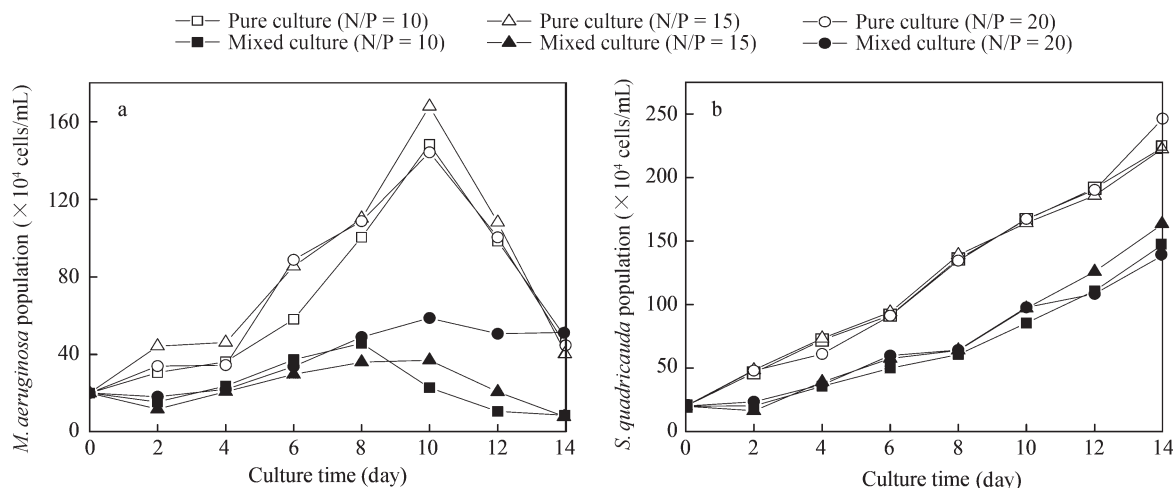 Pure culture (N/P = 10) Pure culture (N/P = 15) Pure culture (N/P = 20)
Mixed culture (N/P = 10) Mixed culture (N/P = 15) Mixed culture (N/P = 20)
a
M. aeruginosa population (×10⁴ cells/mL)
160
120
80
40
0
0 2 4 6 8 10 12 14
Culture time (day)
b
S. quadricauda population (×10⁴ cells/mL)
250
200
150
100
50
0
0 2 4 6 8 10 12 14
Culture time (day)